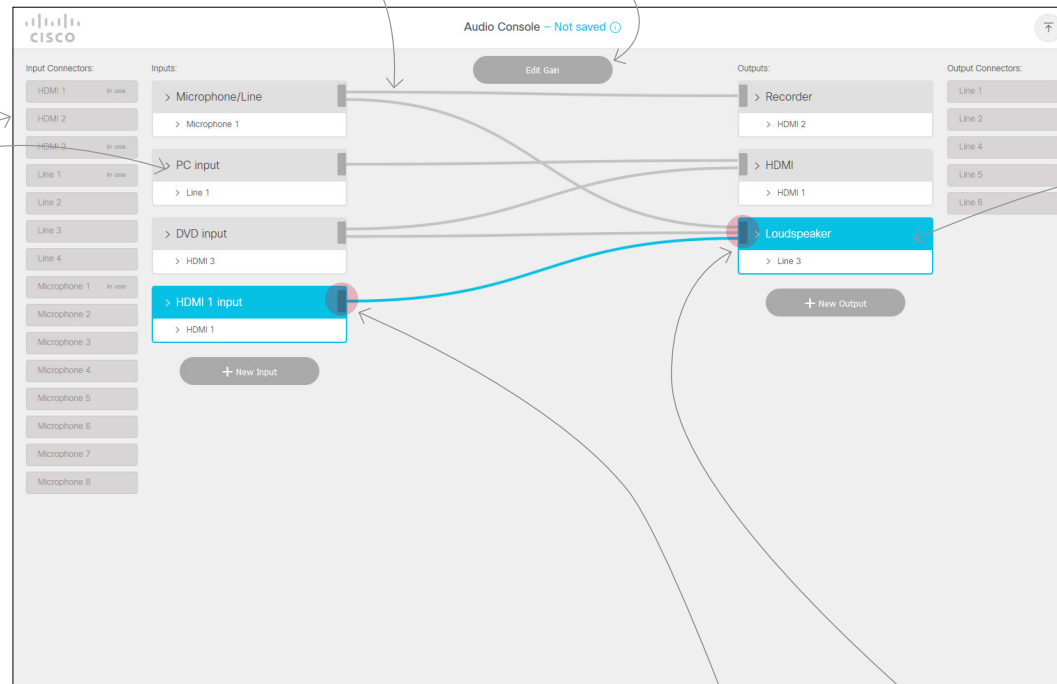 CISCO
Audio Console – Not saved
Input Connectors:
HDMI 1 in use
HDMI 2
HDMI 3 in use
Line 1 in use
Line 2
Line 3
Line 4
Microphone 1 in use
Microphone 2
Microphone 3
Microphone 4
Microphone 5
Microphone 6
Microphone 7
Microphone 8
Inputs:
> Microphone/Line
> Microphone 1
> PC input
> Line 1
> DVD input
> HDMI 3
> HDMI 1 input
> HDMI 1
+ New Input
Edit Gain
Outputs:
> Recorder
> HDMI 2
> HDMI
> HDMI 1
> Loudspeaker
> Line 3
+ New Output
Output Connectors:
Line 1
Line 2
Line 4
Line 5
Line 6